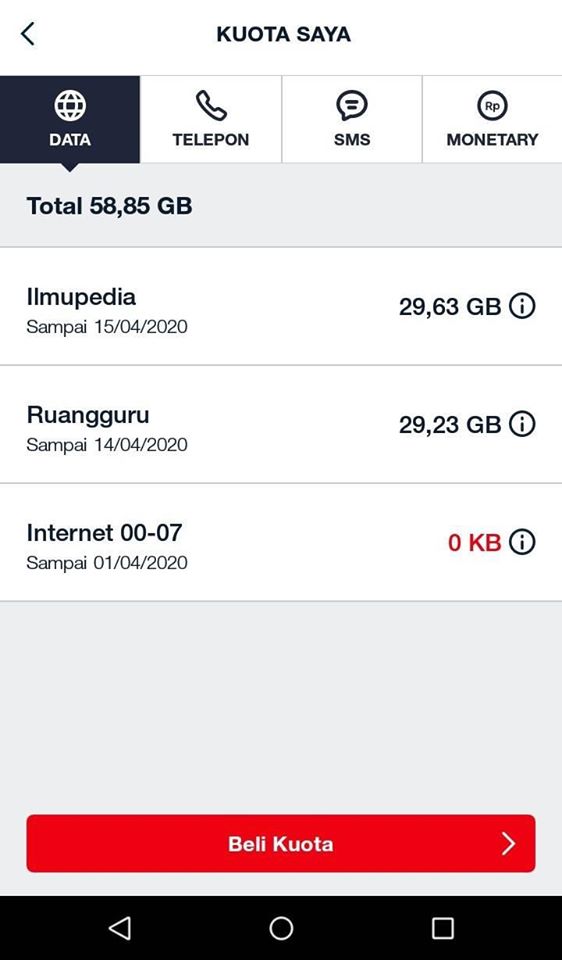 KUOTA SAYA
DATA
TELEPON
SMS
Rp
MONETARY
Total 58,85 GB
Ilmupedia
29,63 GB
Sampai 15/04/2020
Ruangguru
29,23 GB
Sampai 14/04/2020
Internet 00-07
0 KB
Sampai 01/04/2020
Beli Kuota